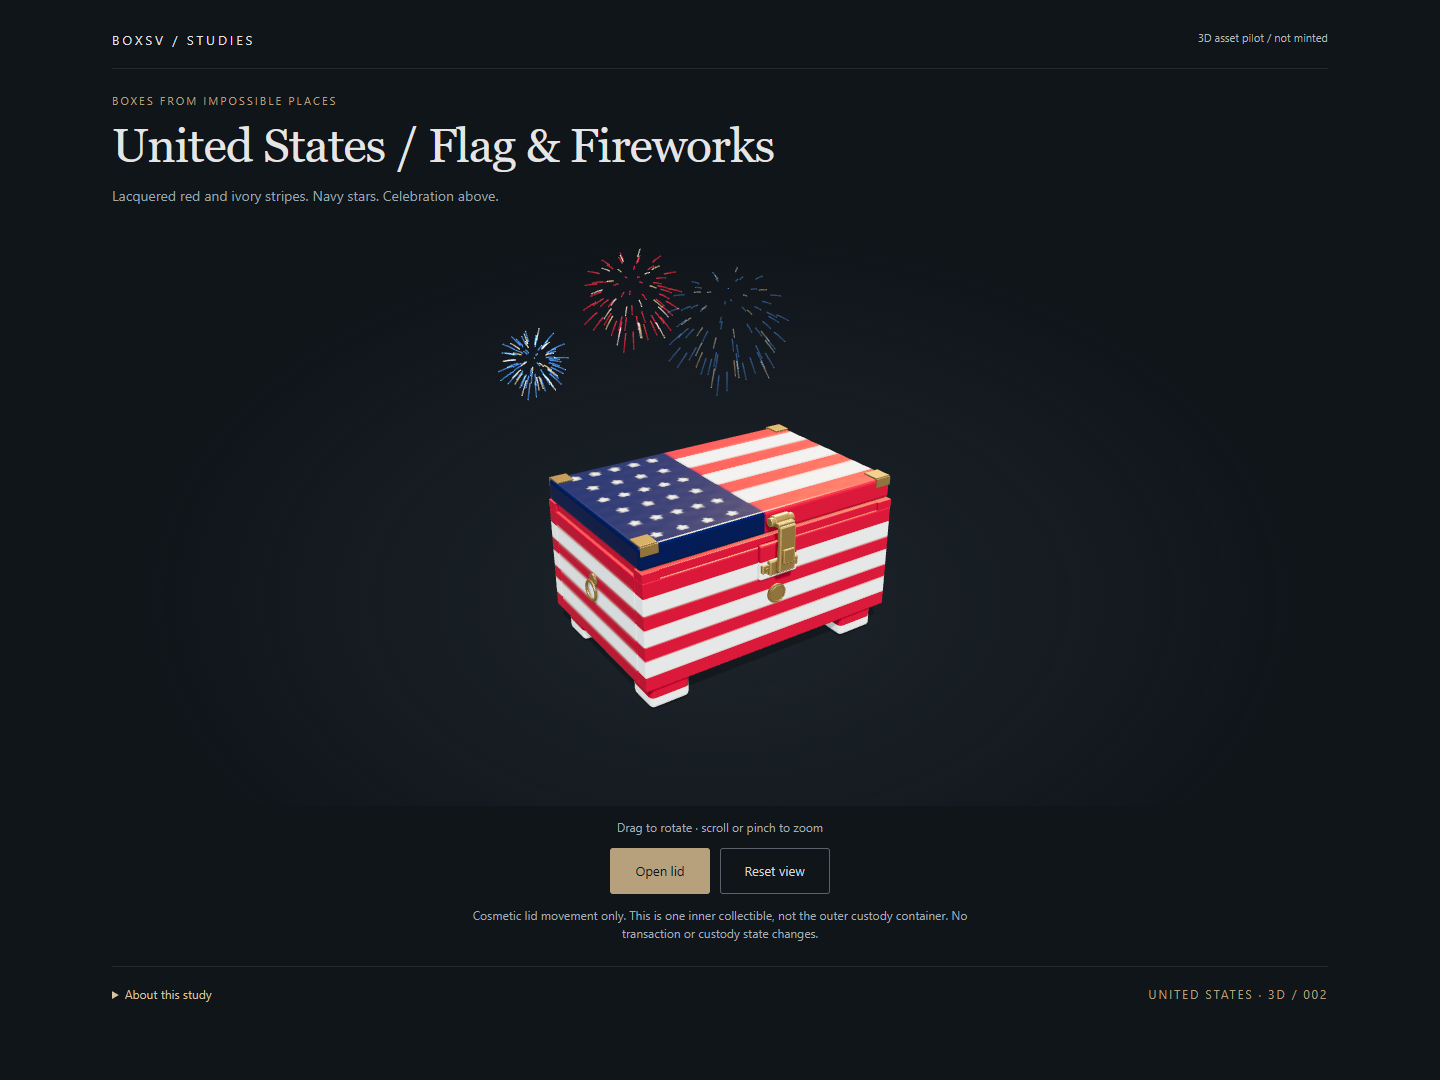 BOXSV / STUDIES
3D asset pilot / not minted
BOXES FROM IMPOSSIBLE PLACES
United States / Flag & Fireworks
Lacquered red and ivory stripes. Navy stars. Celebration above.
Drag to rotate · scroll or pinch to zoom
Open lid
Reset view
Cosmetic lid movement only. This is one inner collectible, not the outer custody container. No
transaction or custody state changes.
About this study
UNITED STATES · 3D / 002